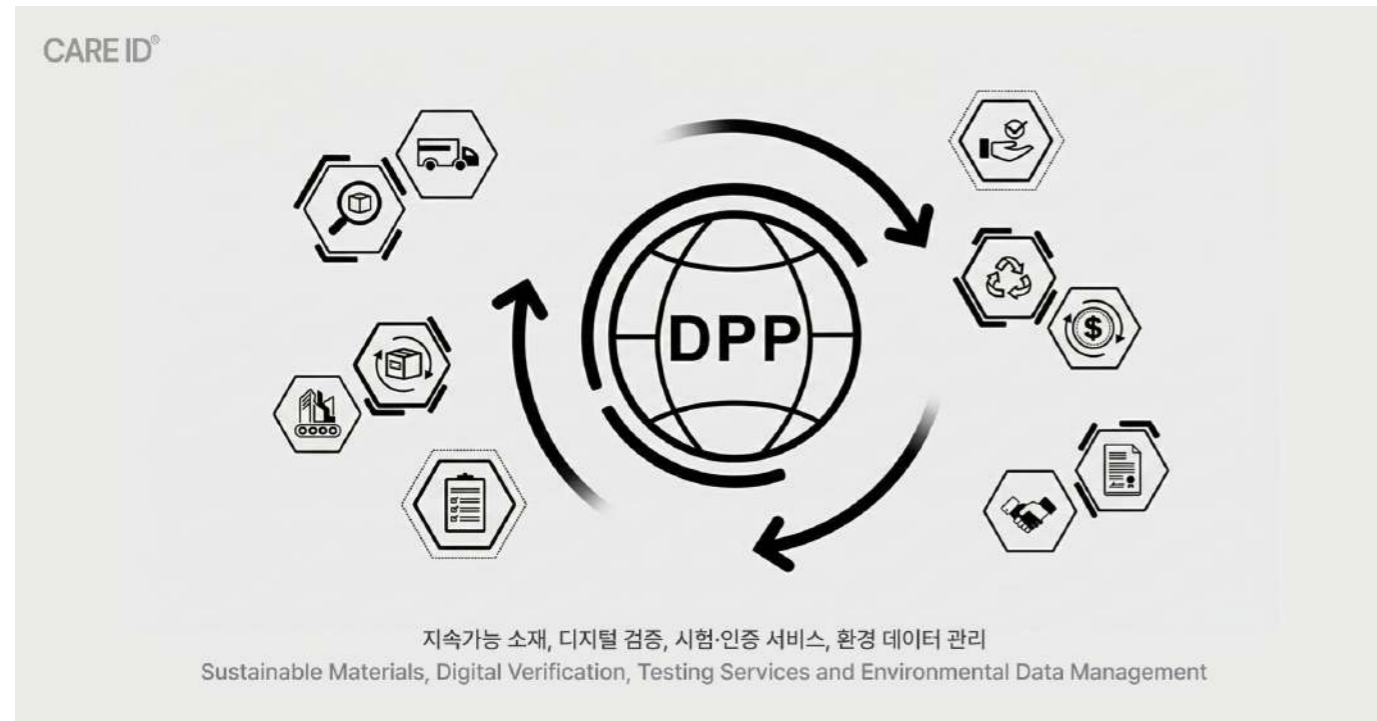 CARE ID®
DPP
$
지속가능 소재, 디지털 검증, 시험·인증 서비스, 환경 데이터 관리
Sustainable Materials, Digital Verification, Testing Services and Environmental Data Management